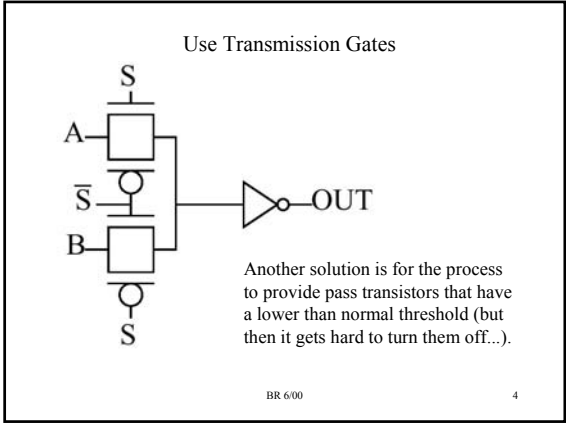 Use Transmission Gates
S
A
S̅
B
OUT
S
Another solution is for the process
to provide pass transistors that have
a lower than normal threshold (but
then it gets hard to turn them off...).
BR 6/00 4